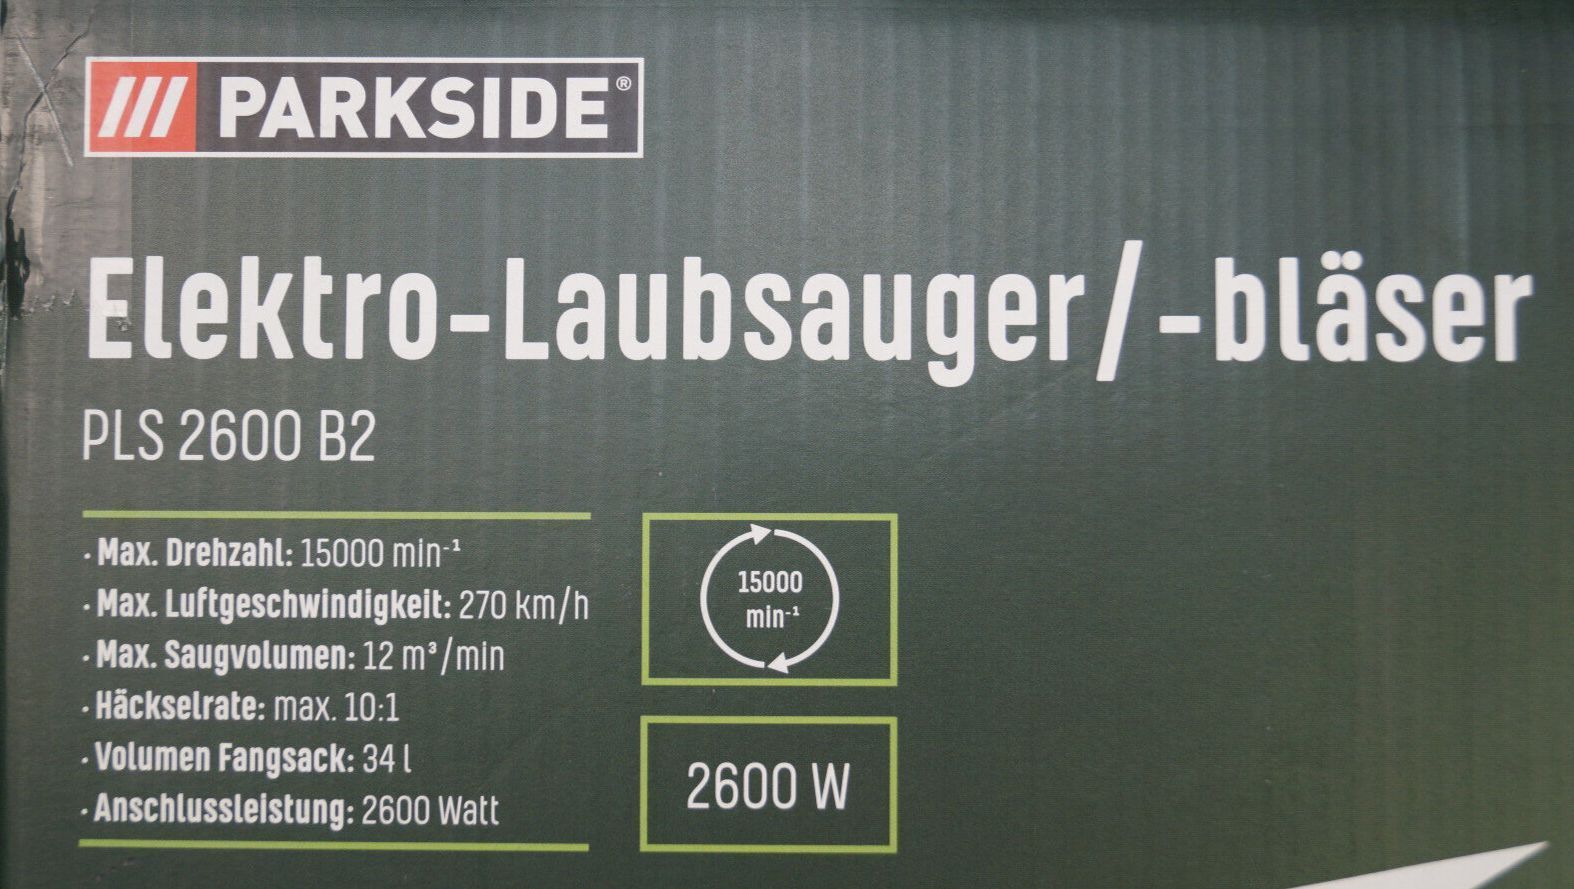 PARKSIDE®
Elektro-Laubsauger/-bläser
PLS 2600 B2
· Max. Drehzahl: 15000 min⁻¹
· Max. Luftgeschwindigkeit: 270 km/h
· Max. Saugvolumen: 12 m³/min
· Häckselrate: max. 10:1
· Volumen Fangsack: 34 l
· Anschlussleistung: 2600 Watt
15000
min⁻¹
2600 W